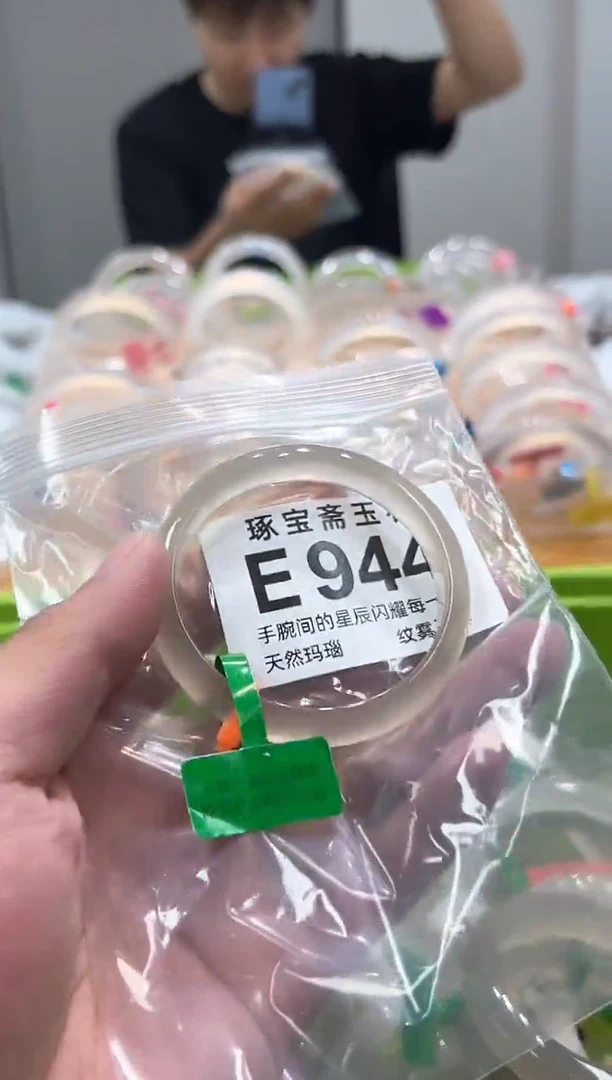 琢宝斋玉
E944
手腕间的星辰闪耀每一
天然玛瑙 纹